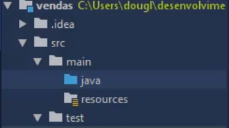 vendas C:\Users\dougl\desenvolvime
.idea
src
main
java
resources
test